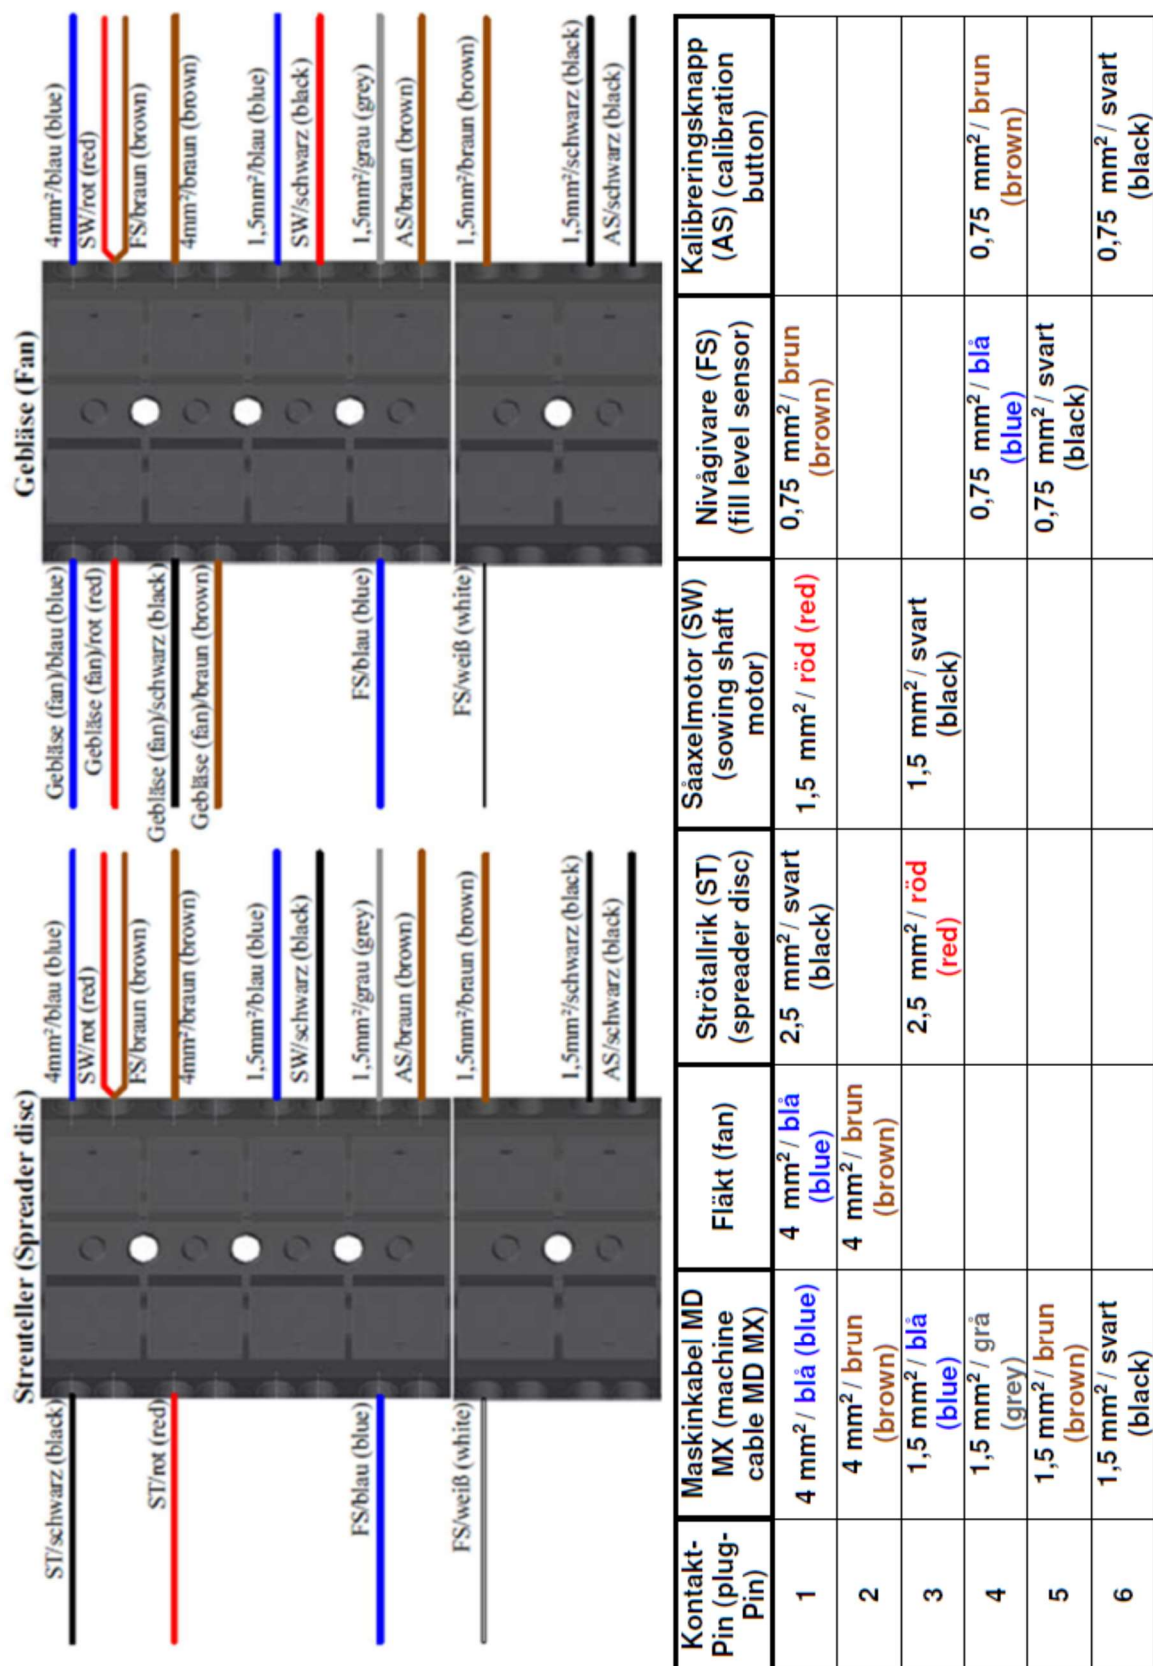 Streuteller (Spreader disc)
ST/schwarz (black)
ST/rot (red)
FS/blau (blue)
FS/weiß (white)
4mm²/blau (blue)
SW/rot (red)
FS/braun (brown)
4mm²/braun (brown)
1,5mm²/blau (blue)
SW/schwarz (black)
1,5mm²/grau (grey)
AS/braun (brown)
1,5mm²/braun (brown)
1,5mm²/schwarz (black)
AS/schwarz (black)
Gebläse (Fan)
Gebläse (fan)/blau (blue)
Gebläse (fan)/rot (red)
Gebläse (fan)/schwarz (black)
Gebläse (fan)/braun (brown)
FS/blau (blue)
FS/weiß (white)
4mm²/blau (blue)
SW/rot (red)
FS/braun (brown)
4mm²/braun (brown)
1,5mm²/blau (blue)
SW/schwarz (black)
1,5mm²/grau (grey)
AS/braun (brown)
1,5mm²/braun (brown)
1,5mm²/schwarz (black)
AS/schwarz (black)
Kontakt-
Pin (plug-
Pin)
Maskinkabel MD
MX (machine
cable MD MX)
Fläkt (fan)
Strötallrik (ST)
(spreader disc)
Såaxelmotor (SW)
(sowing shaft
motor)
Nivågivare (FS)
(fill level sensor)
Kalibreringsknapp
(AS) (calibration
button)
1
4 mm² / blå (blue)
4 mm² / blå
(blue)
2,5 mm² / svart
(black)
1,5 mm² / röd (red)
0,75 mm² / brun
(brown)
2
4 mm² / brun
(brown)
4 mm² / brun
(brown)
3
1,5 mm² / blå
(blue)
2,5 mm² / röd
(red)
1,5 mm² / svart
(black)
4
1,5 mm² / grå
(grey)
0,75 mm² / blå
(blue)
0,75 mm² / brun
(brown)
5
1,5 mm² / brun
(brown)
0,75 mm² / svart
(black)
6
1,5 mm² / svart
(black)
0,75 mm² / svart
(black)